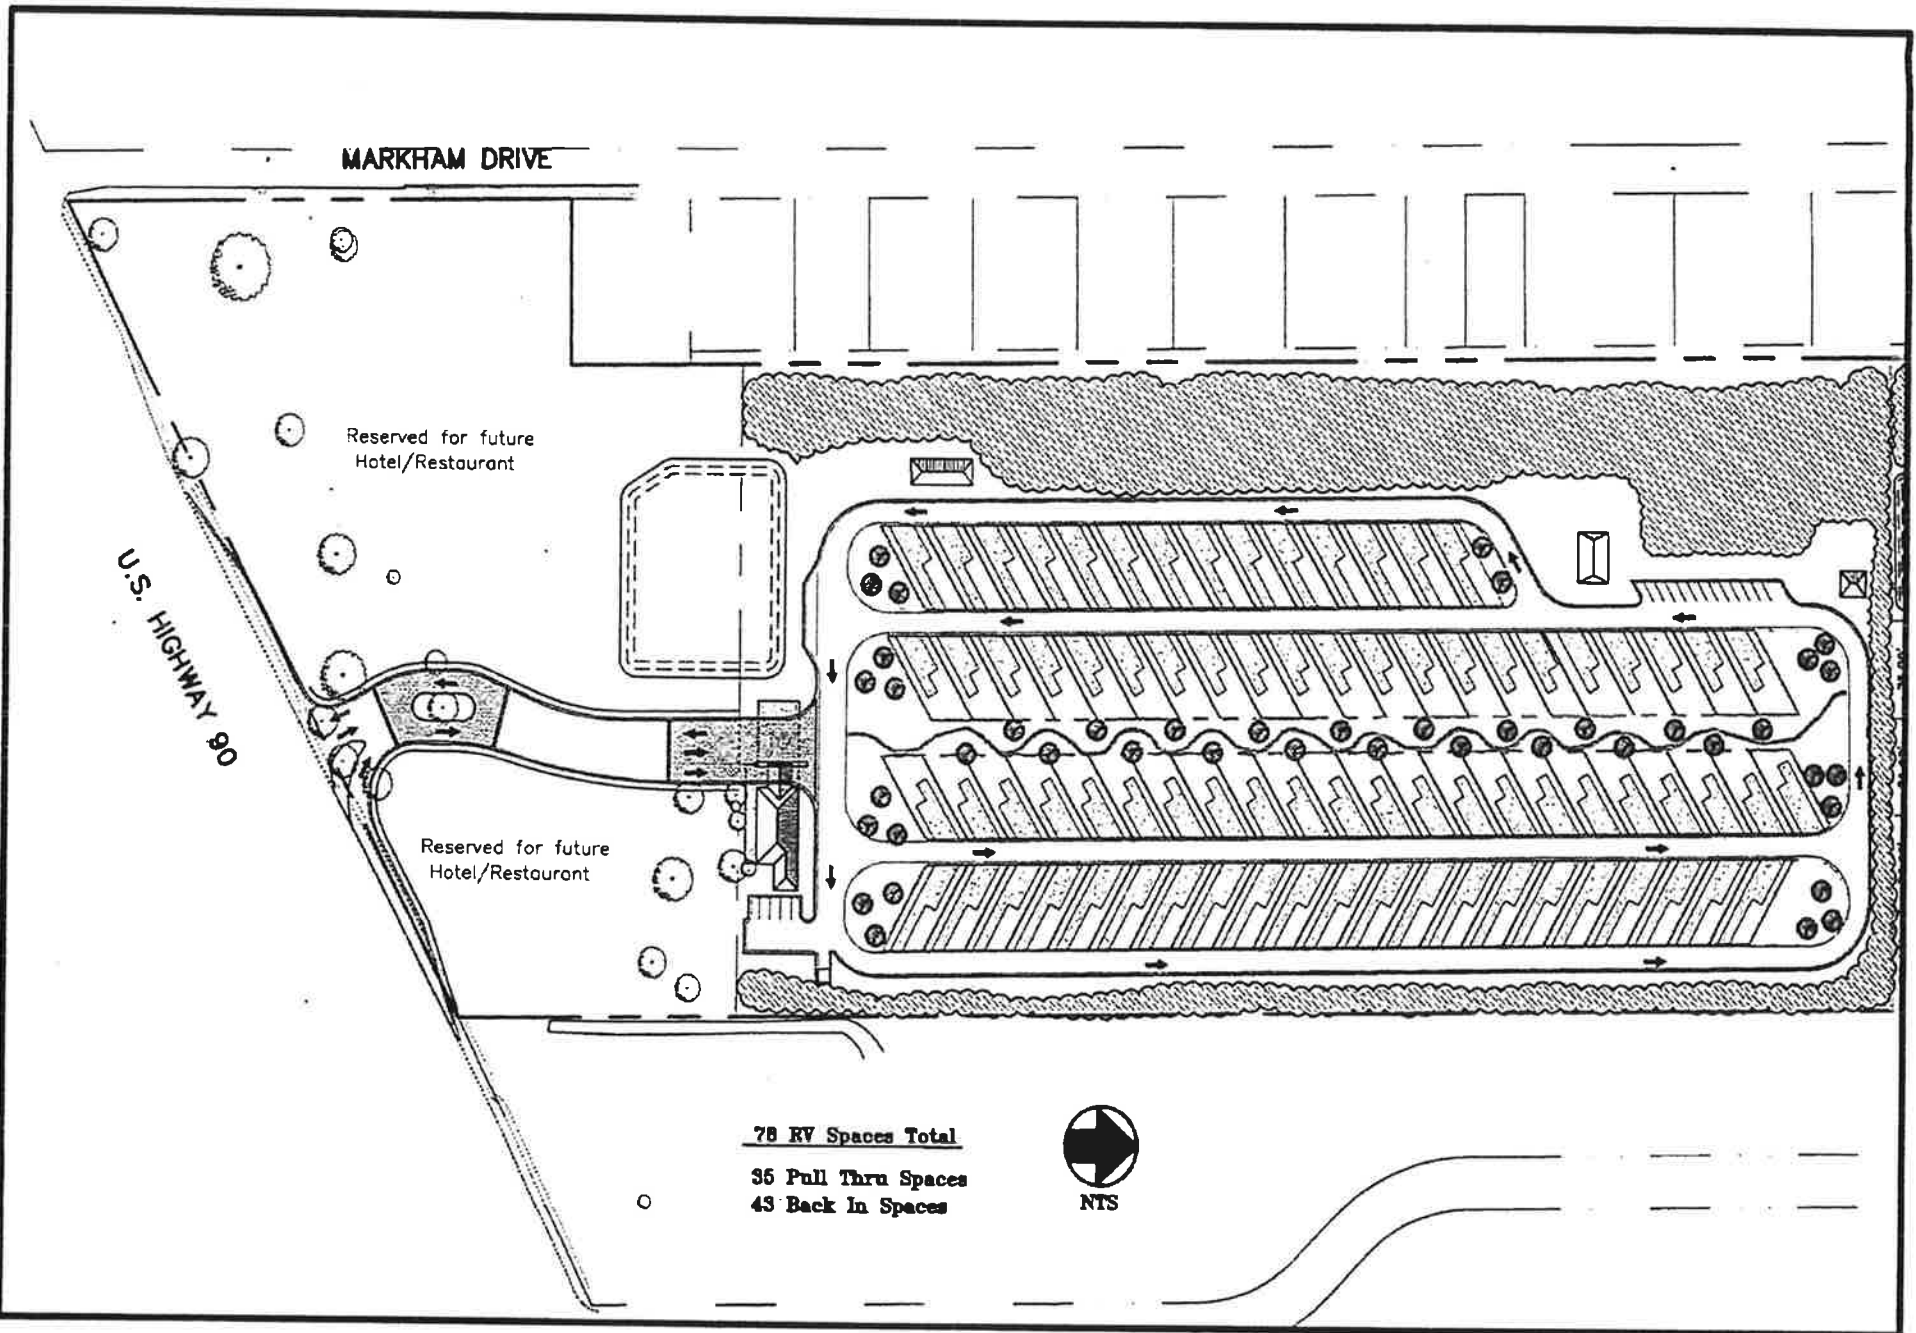 MARKHAM DRIVE
Reserved for future
Hotel/Restaurant
U.S. HIGHWAY 90
Reserved for future
Hotel/Restaurant
78 RV Spaces Total
35 Pull Thru Spaces
43 Back In Spaces
NTS